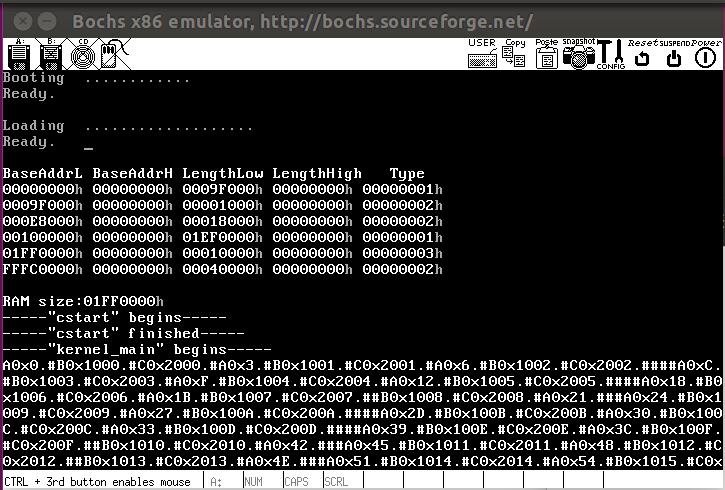 Bochs x86 emulator, http://bochs.sourceforge.net/
A: B: CD USER Copy Paste snapshot CONFIG Reset SUSPEND Power
Booting ............
Ready.
Loading ...................
Ready. _
BaseAddrL BaseAddrH LengthLow LengthHigh Type
00000000h 00000000h 0009F000h 00000000h 00000001h
0009F000h 00000000h 00001000h 00000000h 00000002h
000E8000h 00000000h 00018000h 00000000h 00000002h
00100000h 00000000h 01EF0000h 00000000h 00000001h
01FF0000h 00000000h 00010000h 00000000h 00000003h
FFFC0000h 00000000h 00040000h 00000000h 00000002h
RAM size:01FF0000h
-----"cstart" begins-----
-----"cstart" finished-----
-----"kernel_main" begins-----
A0x0.#B0x1000.#C0x2000.#A0x3.#B0x1001.#C0x2001.#A0x6.#B0x1002.#C0x2002.####A0xC.
#B0x1003.#C0x2003.#A0xF.#B0x1004.#C0x2004.#A0x12.#B0x1005.#C0x2005.####A0x18.#B0
x1006.#C0x2006.#A0x1B.#B0x1007.#C0x2007.##B0x1008.#C0x2008.#A0x21.###A0x24.#B0x1
009.#C0x2009.#A0x27.#B0x100A.#C0x200A.####A0x2D.#B0x100B.#C0x200B.#A0x30.#B0x100
C.#C0x200C.#A0x33.#B0x100D.#C0x200D.####A0x39.#B0x100E.#C0x200E.#A0x3C.#B0x100F.
#C0x200F.##B0x1010.#C0x2010.#A0x42.###A0x45.#B0x1011.#C0x2011.#A0x48.#B0x1012.#C
0x2012.##B0x1013.#C0x2013.#A0x4E.###A0x51.#B0x1014.#C0x2014.#A0x54.#B0x1015.#C0x
CTRL + 3rd button enables mouse A: NUM CAPS SCRL